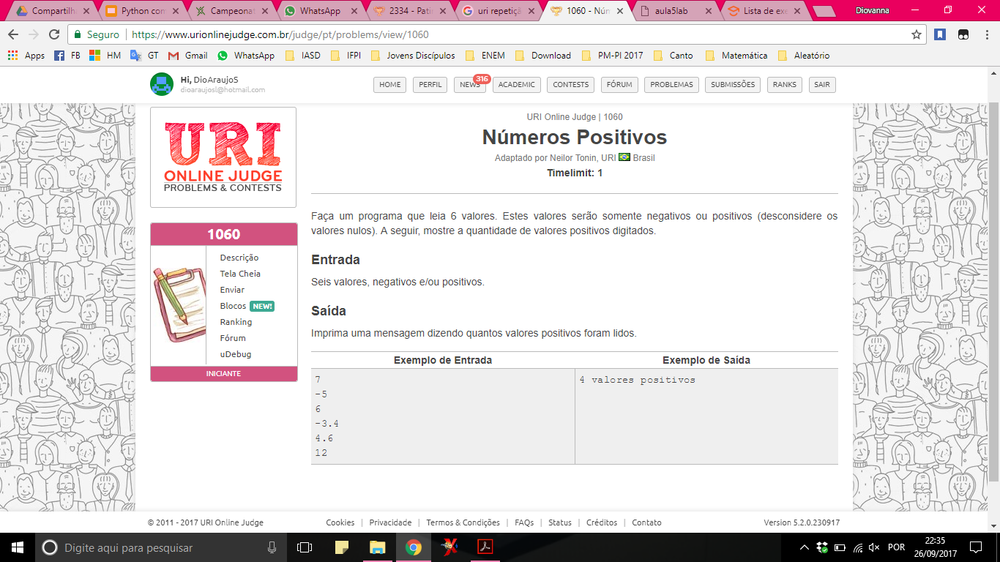 Compartilha
Python com
Campeonat
WhatsApp
2334 - Patin
uri repetiçã
1060 - Núm
aula5lab
Lista de exe
Diovanna
Seguro | https://www.urionlinejudge.com.br/judge/pt/problems/view/1060
Apps FB HM GT Gmail WhatsApp IASD IFPI Jovens Discípulos ENEM Download PM-PI 2017 Canto Matemática Aleatório
Hi, DioAraujoS
dioaraujosl@hotmail.com
HOME PERFIL NEWS 316 ACADEMIC CONTESTS FÓRUM PROBLEMAS SUBMISSÕES RANKS SAIR
URI
ONLINE JUDGE
PROBLEMS & CONTESTS
1060
Descrição
Tela Cheia
Enviar
Blocos NEW!
Ranking
Fórum
uDebug
INICIANTE
URI Online Judge | 1060
Números Positivos
Adaptado por Neilor Tonin, URI Brasil
Timelimit: 1
Faça um programa que leia 6 valores. Estes valores serão somente negativos ou positivos (desconsidere os
valores nulos). A seguir, mostre a quantidade de valores positivos digitados.
Entrada
Seis valores, negativos e/ou positivos.
Saída
Imprima uma mensagem dizendo quantos valores positivos foram lidos.
Exemplo de Entrada Exemplo de Saída
7 4 valores positivos
-5
6
-3.4
4.6
12
© 2011 - 2017 URI Online Judge Cookies | Privacidade | Termos & Condições | FAQs | Status | Créditos | Contato Version 5.2.0.230917
Digite aqui para pesquisar
POR
22:35
26/09/2017